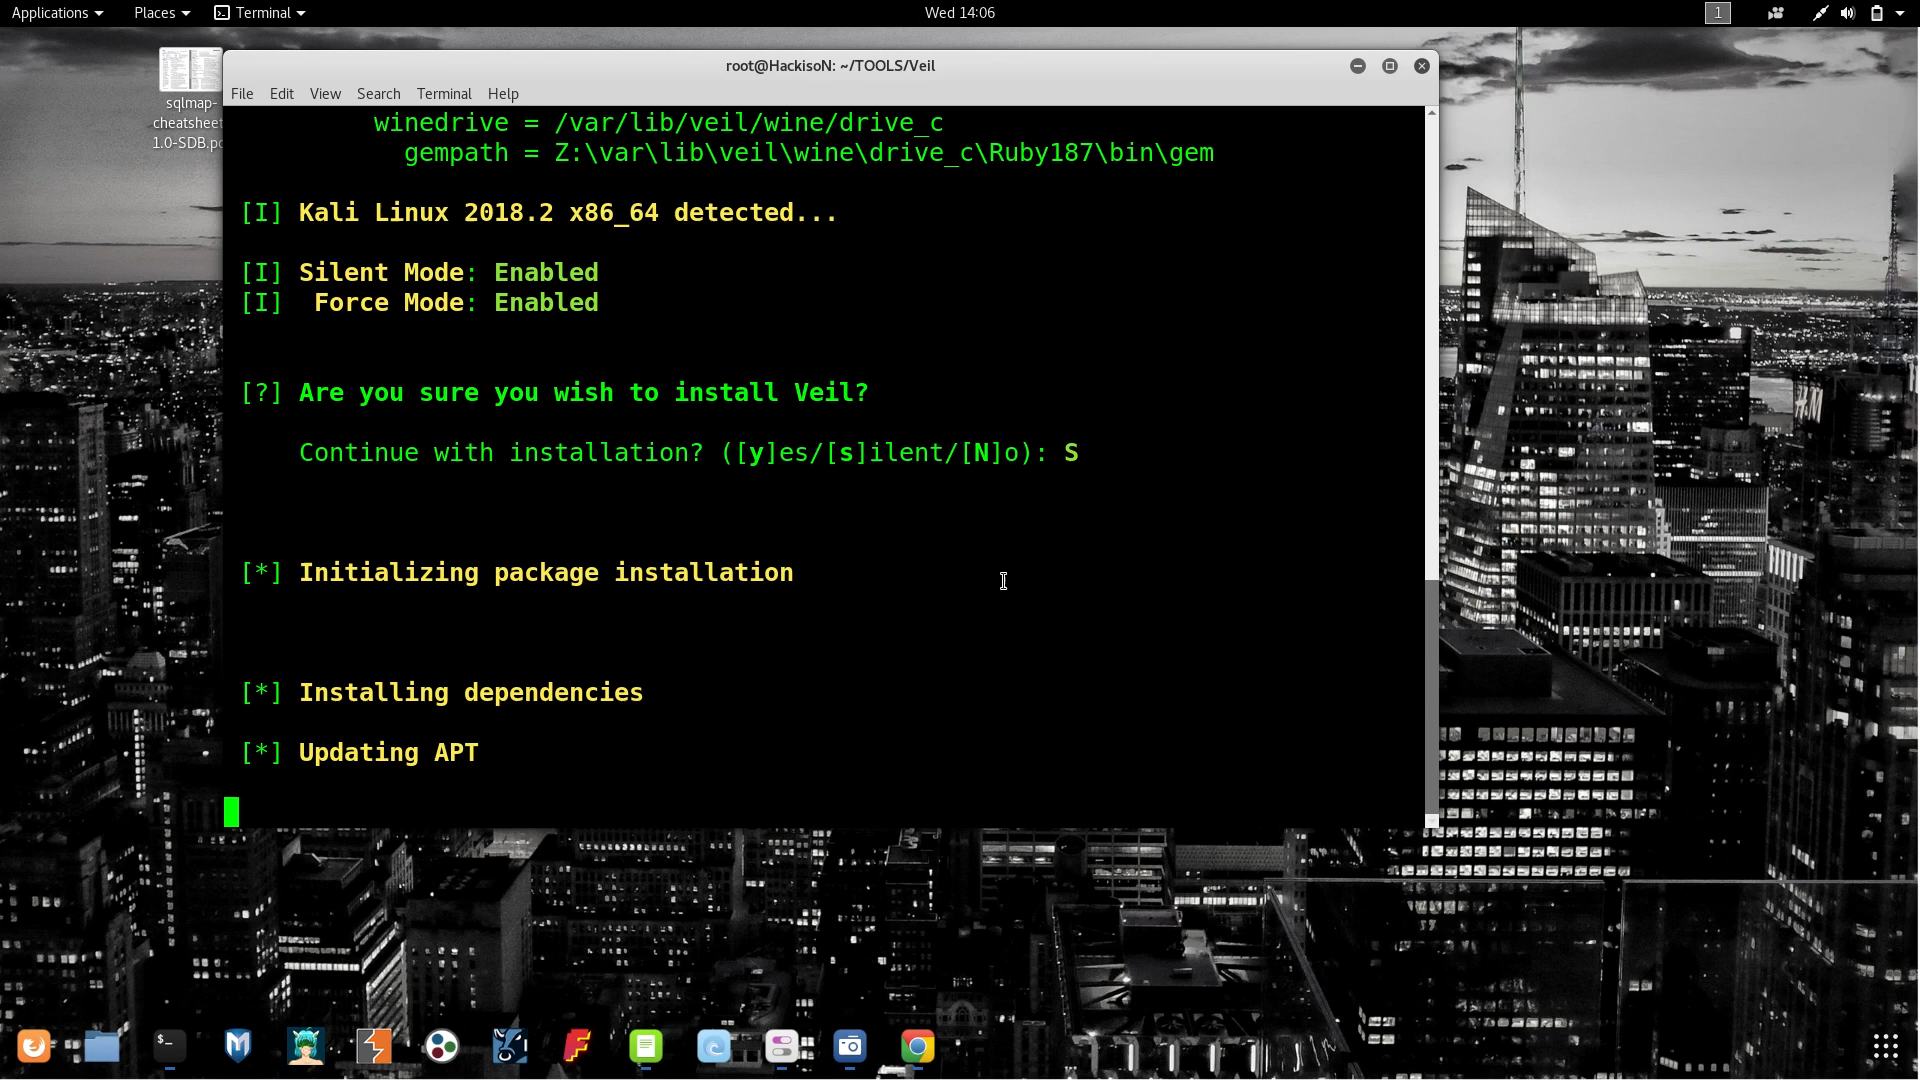 Applications Places Terminal Wed 14:06 1
sqlmap-
cheatsheet
1.0-SDB.p
root@HackisoN: ~/TOOLS/Veil
File Edit View Search Terminal Help
winedrive = /var/lib/veil/wine/drive_c
gempath = Z:\var\lib\veil\wine\drive_c\Ruby187\bin\gem
[I] Kali Linux 2018.2 x86_64 detected...
[I] Silent Mode: Enabled
[I] Force Mode: Enabled
[?] Are you sure you wish to install Veil?
Continue with installation? ([y]es/[s]ilent/[N]o): S
[*] Initializing package installation
[*] Installing dependencies
[*] Updating APT
H&M
$_